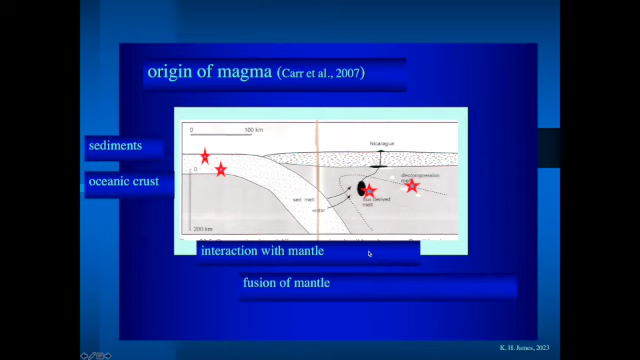 origin of magma (Carr et al., 2007)
0 100 km
sediments
Nicaragua
0
oceanic crust
decompression
melt
sed. melt
water
flux derived
melt
200 km
interaction with mantle
fusion of mantle
K. H. James, 2023